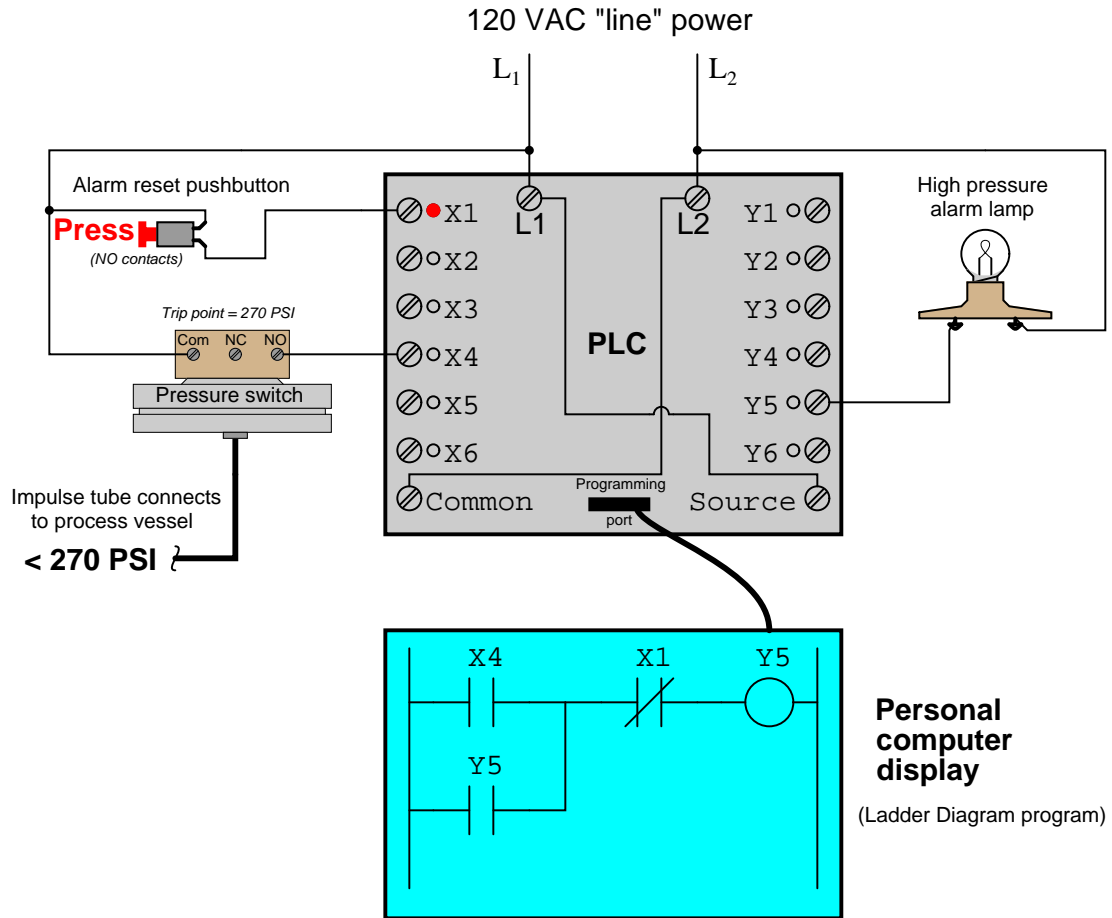 120 VAC "line" power
L1
L2
Alarm reset pushbutton
Press
(NO contacts)
Trip point = 270 PSI
Com NC NO
Pressure switch
Impulse tube connects
to process vessel
< 270 PSI
X1
X2
X3
X4
X5
X6
Common
L1
L2
PLC
Programming
port
Y1
Y2
Y3
Y4
Y5
Y6
Source
High pressure
alarm lamp
X4 X1 Y5
Y5
Personal
computer
display
(Ladder Diagram program)